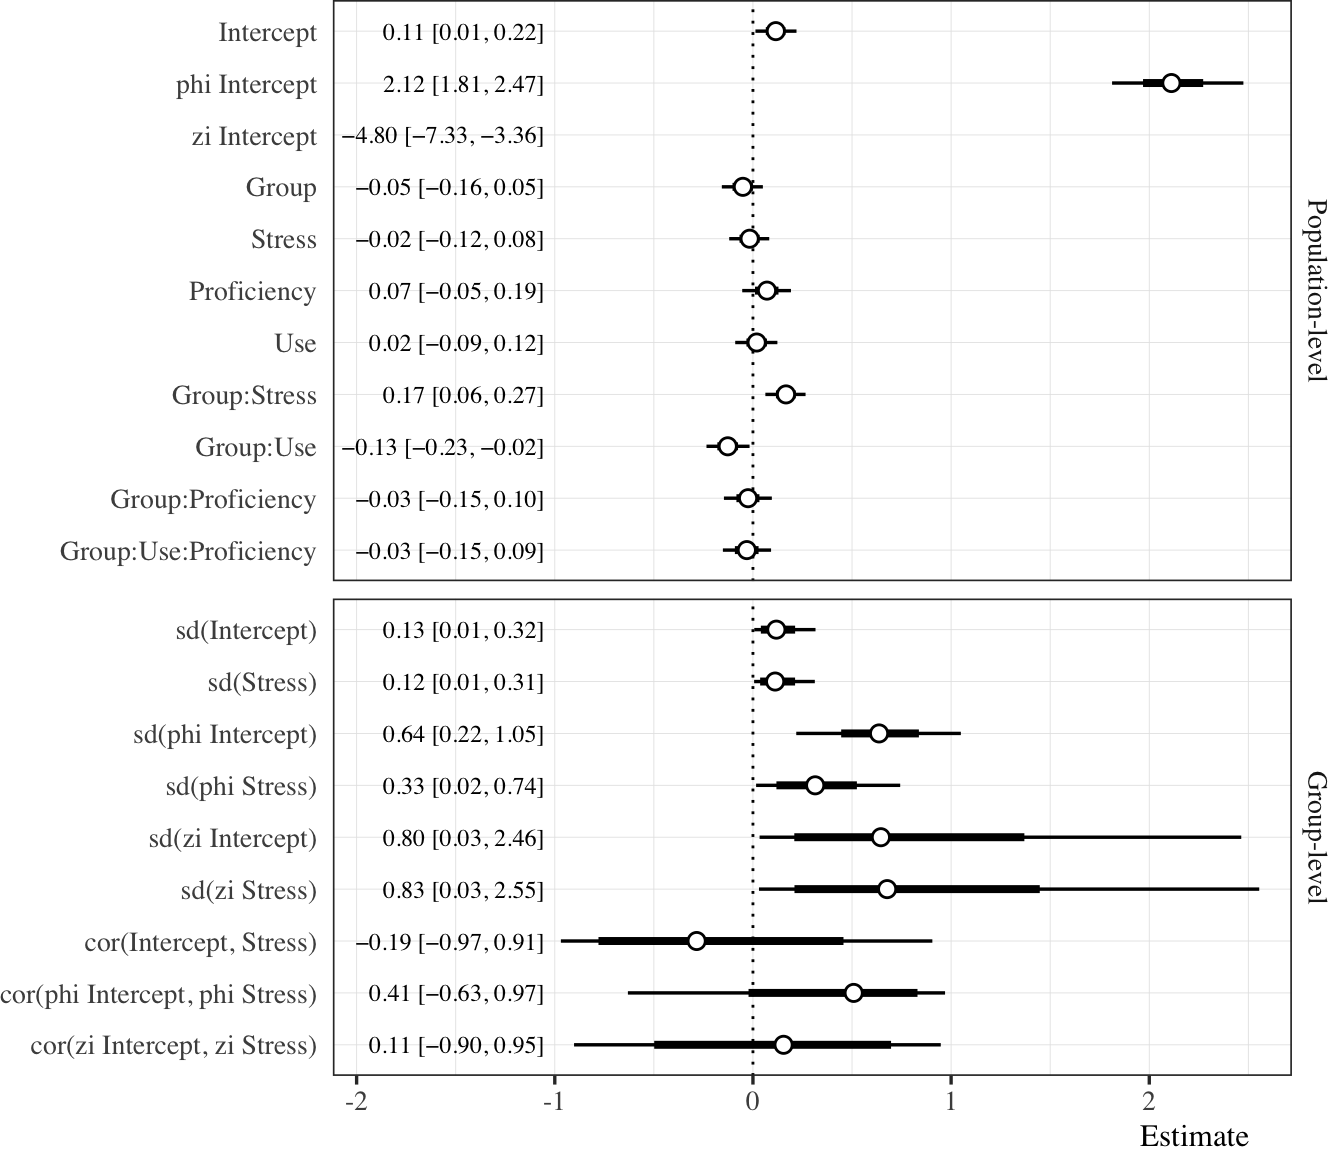 Intercept 0.11 [0.01, 0.22]
phi Intercept 2.12 [1.81, 2.47]
zi Intercept −4.80 [−7.33, −3.36]
Group −0.05 [−0.16, 0.05]
Stress −0.02 [−0.12, 0.08]
Proficiency 0.07 [−0.05, 0.19]
Use 0.02 [−0.09, 0.12]
Group:Stress 0.17 [0.06, 0.27]
Group:Use −0.13 [−0.23, −0.02]
Group:Proficiency −0.03 [−0.15, 0.10]
Group:Use:Proficiency −0.03 [−0.15, 0.09]
Population-level
sd(Intercept) 0.13 [0.01, 0.32]
sd(Stress) 0.12 [0.01, 0.31]
sd(phi Intercept) 0.64 [0.22, 1.05]
sd(phi Stress) 0.33 [0.02, 0.74]
sd(zi Intercept) 0.80 [0.03, 2.46]
sd(zi Stress) 0.83 [0.03, 2.55]
cor(Intercept, Stress) −0.19 [−0.97, 0.91]
cor(phi Intercept, phi Stress) 0.41 [−0.63, 0.97]
cor(zi Intercept, zi Stress) 0.11 [−0.90, 0.95]
Group-level
-2 -1 0 1 2
Estimate